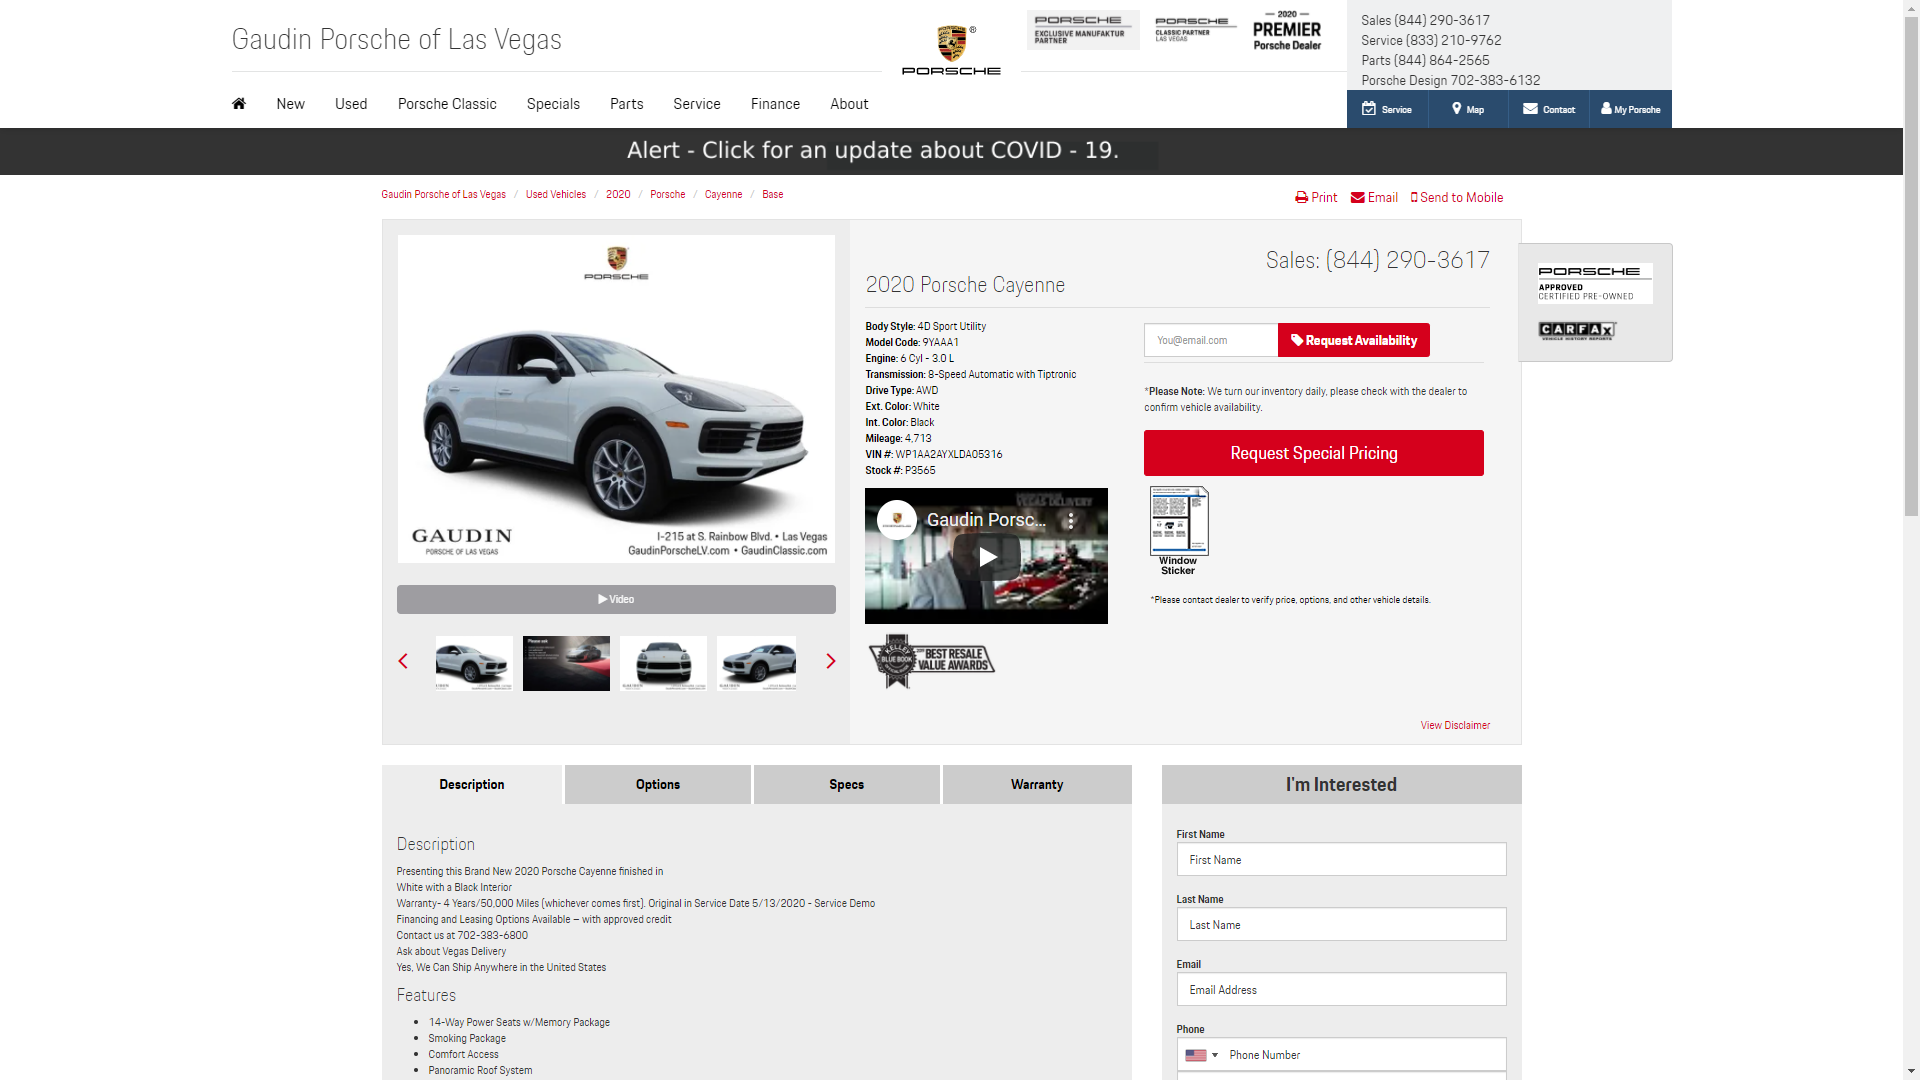 Gaudin Porsche of Las Vegas
PORSCHE
PORSCHE
EXCLUSIVE MANUFAKTUR
PARTNER
PORSCHE
CLASSIC PARTNER
LAS VEGAS
2020
PREMIER
Porsche Dealer
Sales (844) 290-3617
Service (833) 210-9762
Parts (844) 864-2565
Porsche Design 702-383-6132
New Used Porsche Classic Specials Parts Service Finance About
Service Map Contact My Porsche
Alert - Click for an update about COVID - 19.
Gaudin Porsche of Las Vegas / Used Vehicles / 2020 / Porsche / Cayenne / Base
Print Email Send to Mobile
PORSCHE
GAUDIN
PORSCHE OF LAS VEGAS
I-215 at S. Rainbow Blvd. • Las Vegas
GaudinPorscheLV.com • GaudinClassic.com
Video
Sales: (844) 290-3617
2020 Porsche Cayenne
Body Style: 4D Sport Utility
Model Code: 9YAAA1
Engine: 6 Cyl - 3.0 L
Transmission: 8-Speed Automatic with Tiptronic
Drive Type: AWD
Ext. Color: White
Int. Color: Black
Mileage: 4,713
VIN #: WP1AA2AYXLDA05316
Stock #: P3565
Gaudin Porsc...
KELLEY
BLUE BOOK
BEST RESALE
VALUE AWARDS
You@email.com
Request Availability
*Please Note: We turn our inventory daily, please check with the dealer to
confirm vehicle availability.
Request Special Pricing
Window
Sticker
*Please contact dealer to verify price, options, and other vehicle details.
View Disclaimer
PORSCHE
APPROVED
CERTIFIED PRE-OWNED
CARFAX
VEHICLE HISTORY REPORTS
Description Options Specs Warranty
Description
Presenting this Brand New 2020 Porsche Cayenne finished in
White with a Black Interior
Warranty- 4 Years/50,000 Miles (whichever comes first). Original in Service Date 5/13/2020 - Service Demo
Financing and Leasing Options Available – with approved credit
Contact us at 702-383-6800
Ask about Vegas Delivery
Yes, We Can Ship Anywhere in the United States
Features
14-Way Power Seats w/Memory Package
Smoking Package
Comfort Access
Panoramic Roof System
I'm Interested
First Name
First Name
Last Name
Last Name
Email
Email Address
Phone
Phone Number